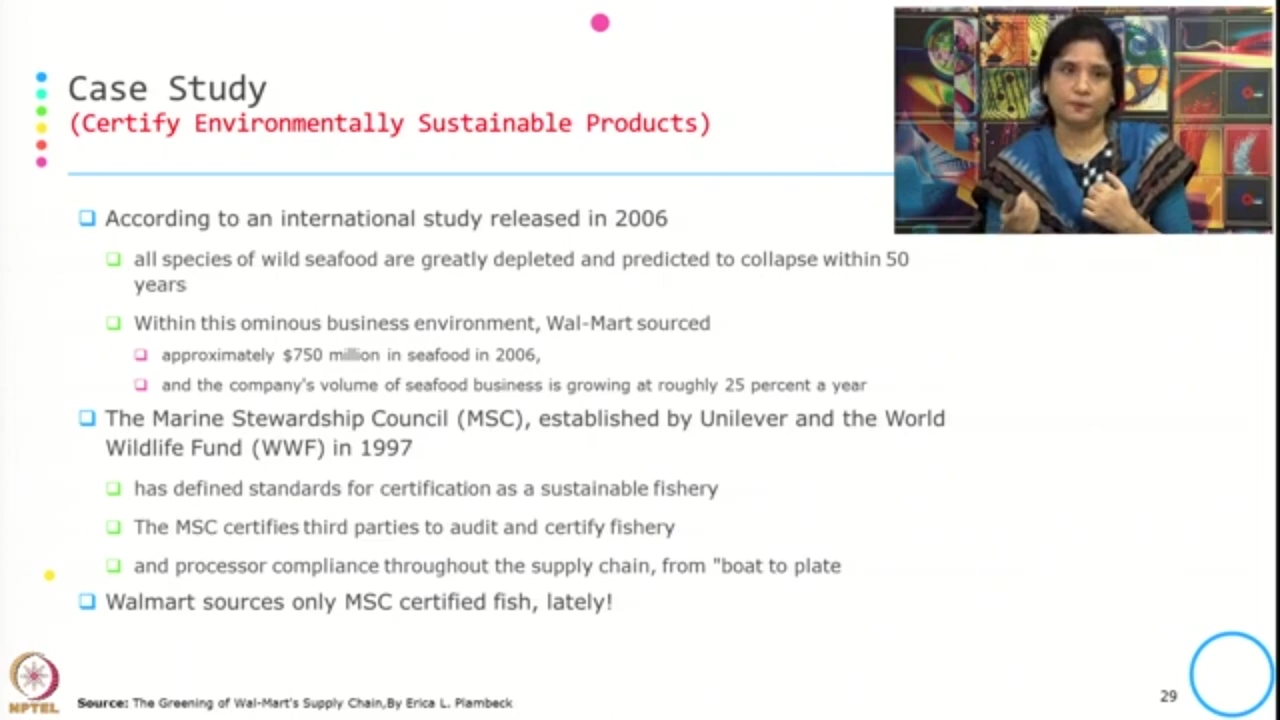 Case Study
(Certify Environmentally Sustainable Products)
According to an international study released in 2006
all species of wild seafood are greatly depleted and predicted to collapse within 50
years
Within this ominous business environment, Wal-Mart sourced
approximately $750 million in seafood in 2006,
and the company's volume of seafood business is growing at roughly 25 percent a year
The Marine Stewardship Council (MSC), established by Unilever and the World
Wildlife Fund (WWF) in 1997
has defined standards for certification as a sustainable fishery
The MSC certifies third parties to audit and certify fishery
and processor compliance throughout the supply chain, from "boat to plate
Walmart sources only MSC certified fish, lately!
NPTEL
Source: The Greening of Wal-Mart's Supply Chain,By Erica L. Plambeck
29